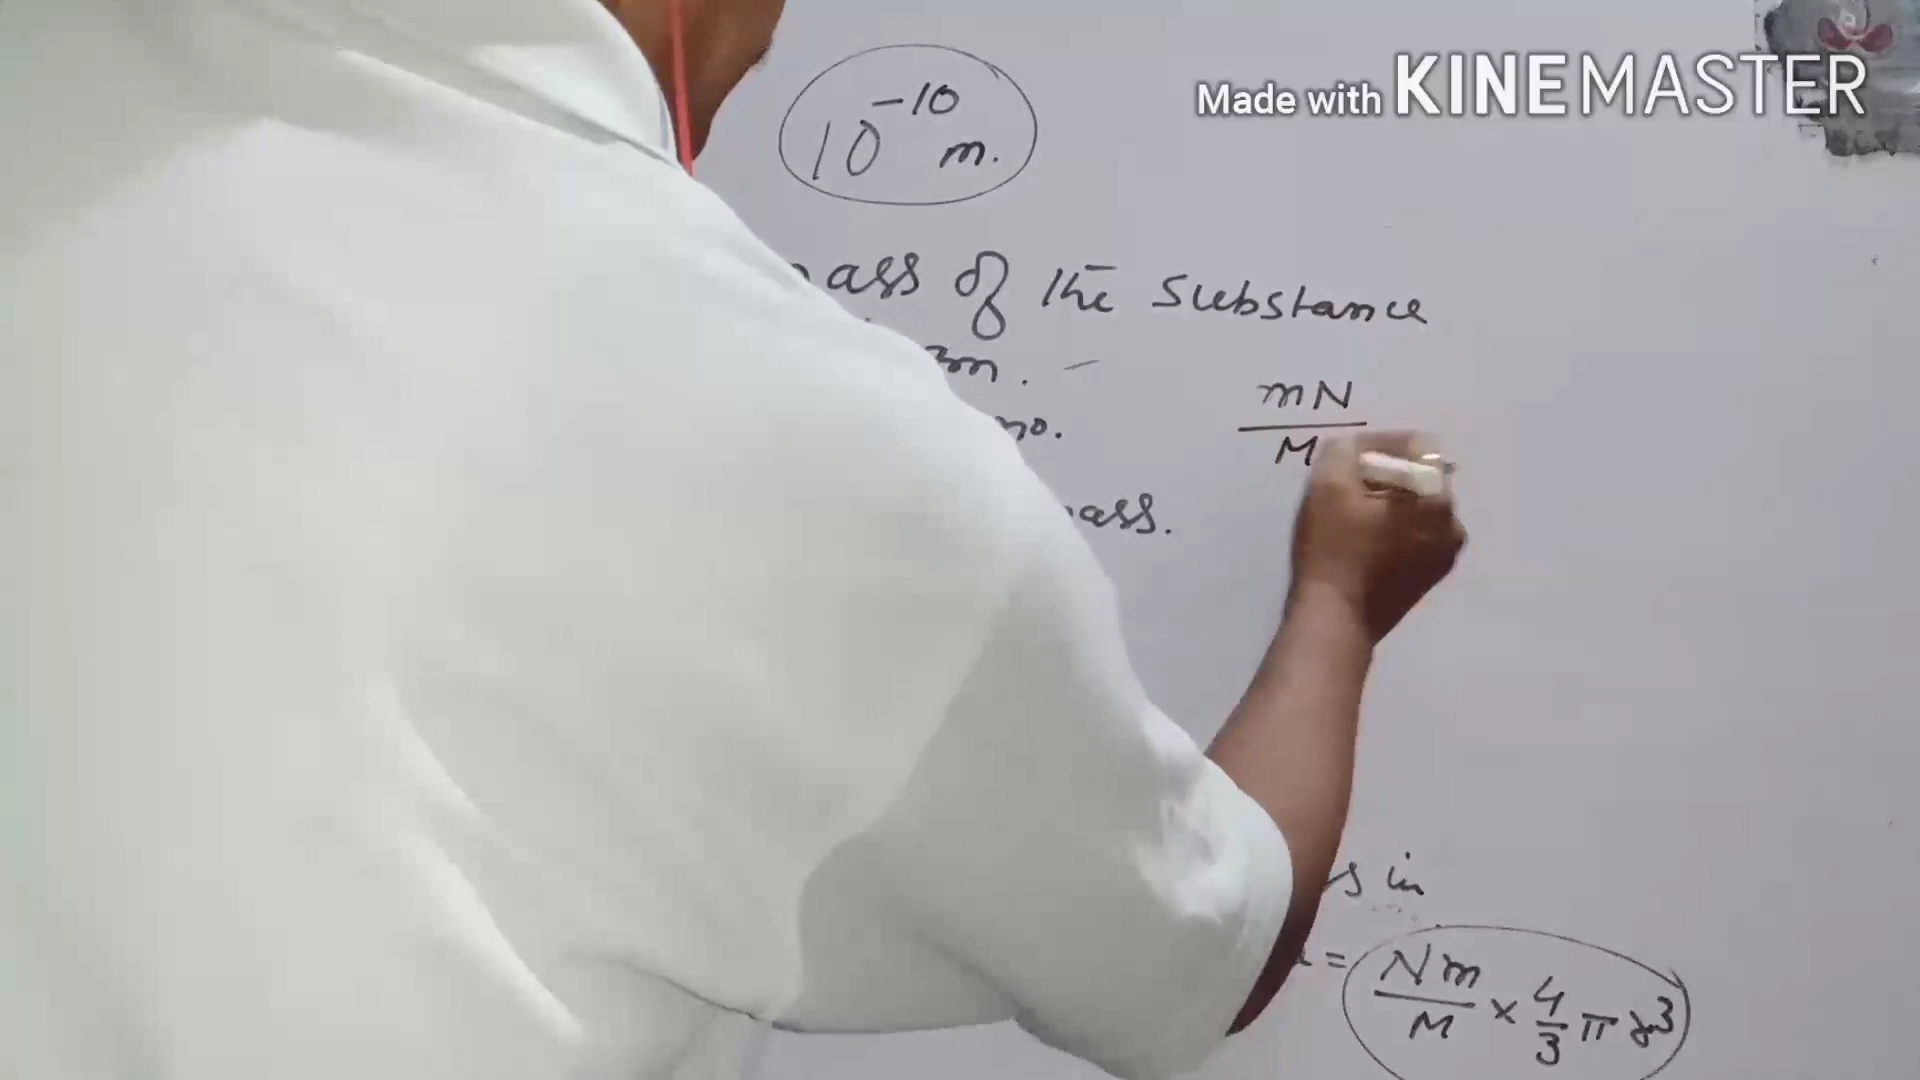 Made with KINEMASTER
10⁻¹⁰ m.
ass of the Substance
m.
no.
mN
M
ass.
s in
= Nm/M × 4/3 π r³